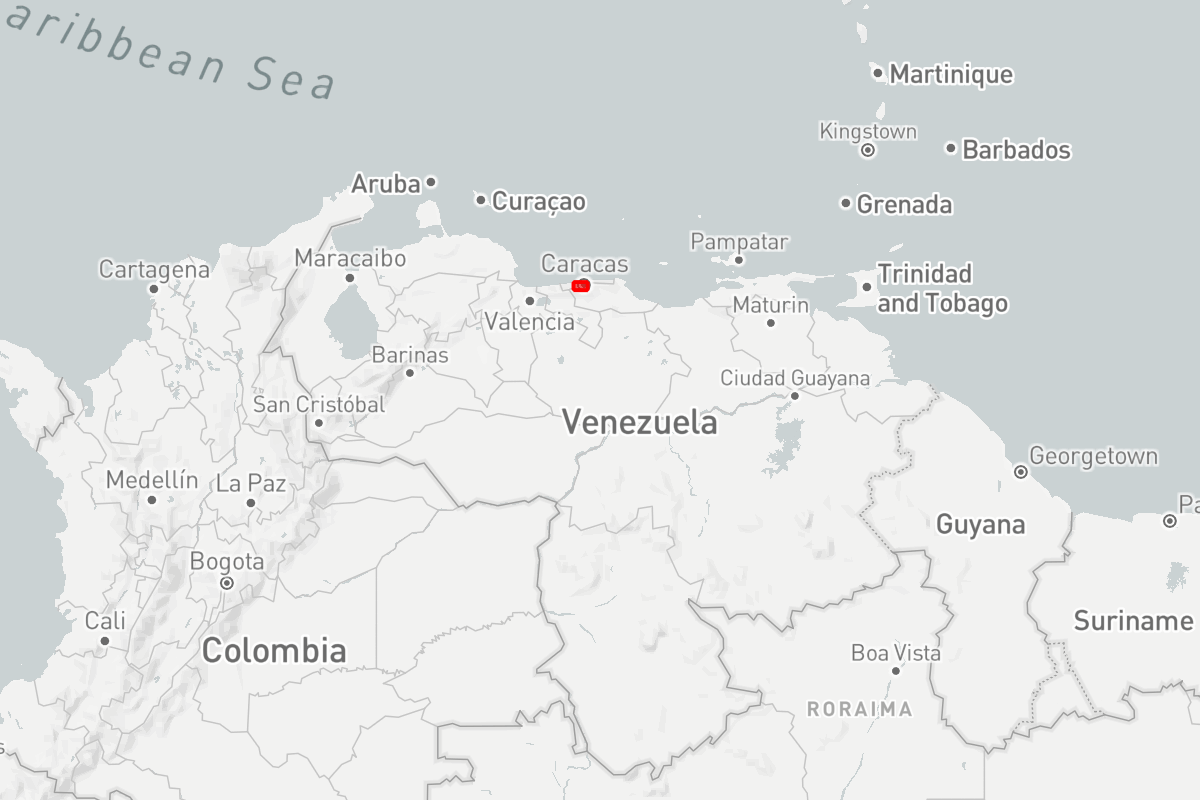 aribbean Sea
Martinique
Kingstown
Barbados
Aruba
Curaçao
Grenada
Pampatar
Cartagena
Maracaibo
Caracas
Trinidad
and Tobago
Valencia
Maturin
Barinas
Ciudad Guayana
San Cristóbal
Venezuela
Georgetown
Medellín
La Paz
Pa
Guyana
Bogota
Cali
Suriname
Colombia
Boa Vista
RORAIMA
s